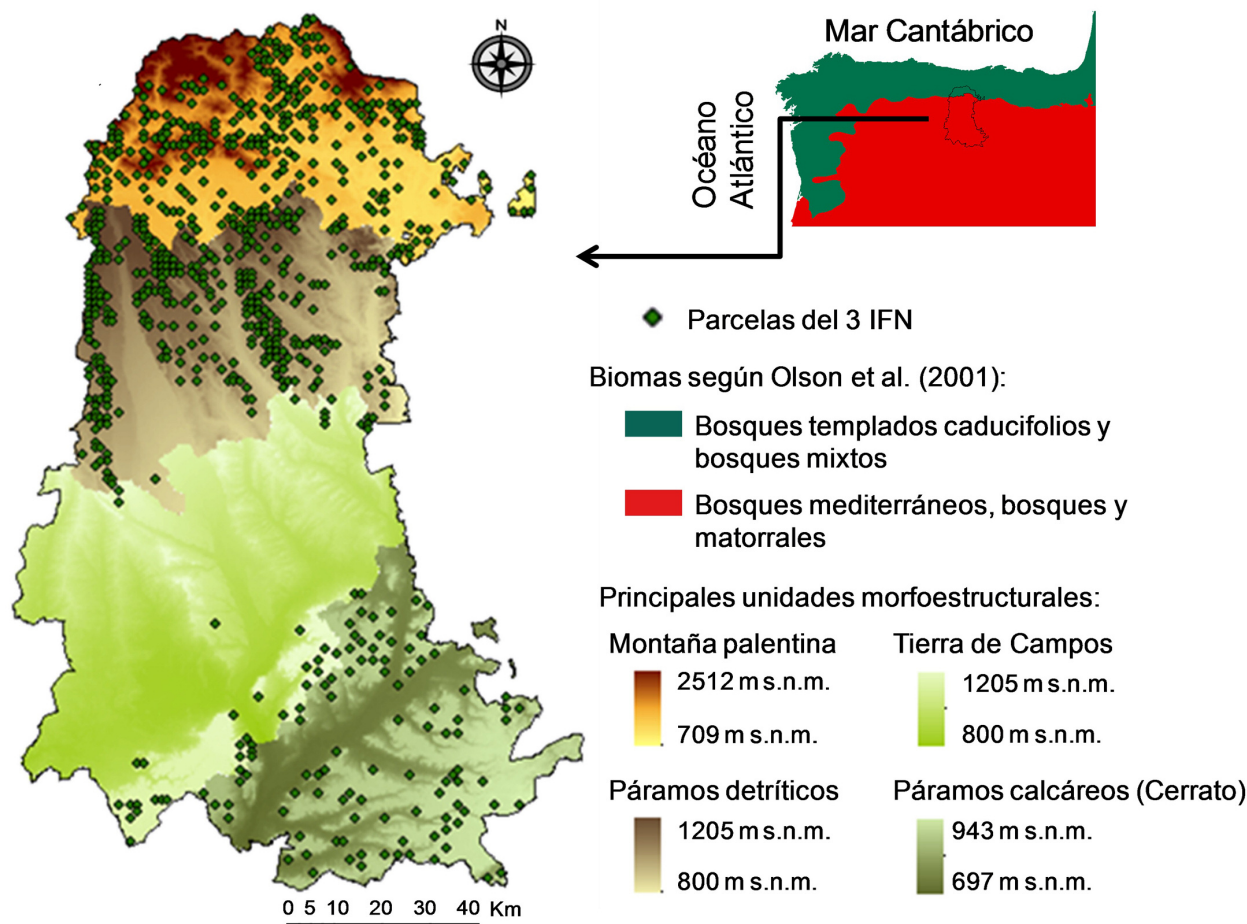 N
Mar Cantábrico
Océano
Atlántico
Parcelas del 3 IFN
Biomas según Olson et al. (2001):
Bosques templados caducifolios y
bosques mixtos
Bosques mediterráneos, bosques y
matorrales
Principales unidades morfoestructurales:
Montaña palentina
2512 m s.n.m.
709 m s.n.m.
Tierra de Campos
1205 m s.n.m.
800 m s.n.m.
Páramos detríticos
1205 m s.n.m.
800 m s.n.m.
Páramos calcáreos (Cerrato)
943 m s.n.m.
697 m s.n.m.
0 5 10 20 30 40 Km